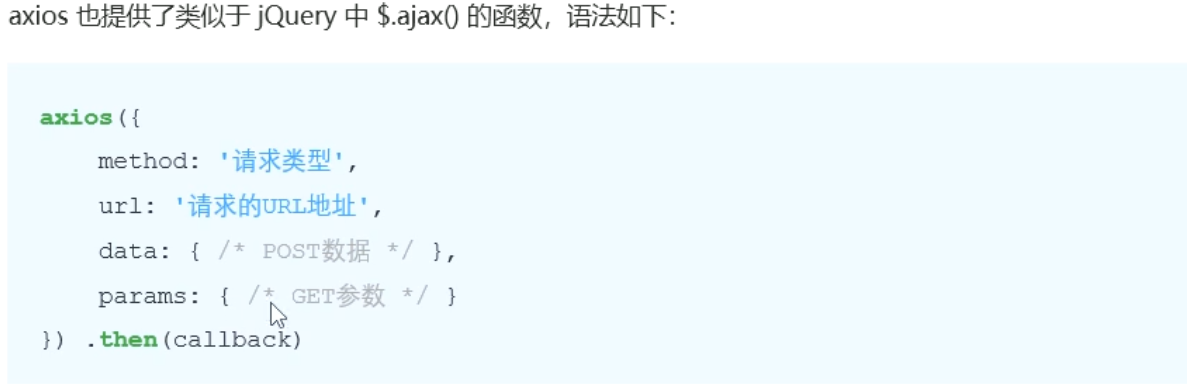 axios 也提供了类似于 jQuery 中 $.ajax() 的函数，语法如下：
axios({
    method: '请求类型',
    url: '请求的URL地址',
    data: { /* POST数据 */ },
    params: { /* GET参数 */ }
}) .then(callback)